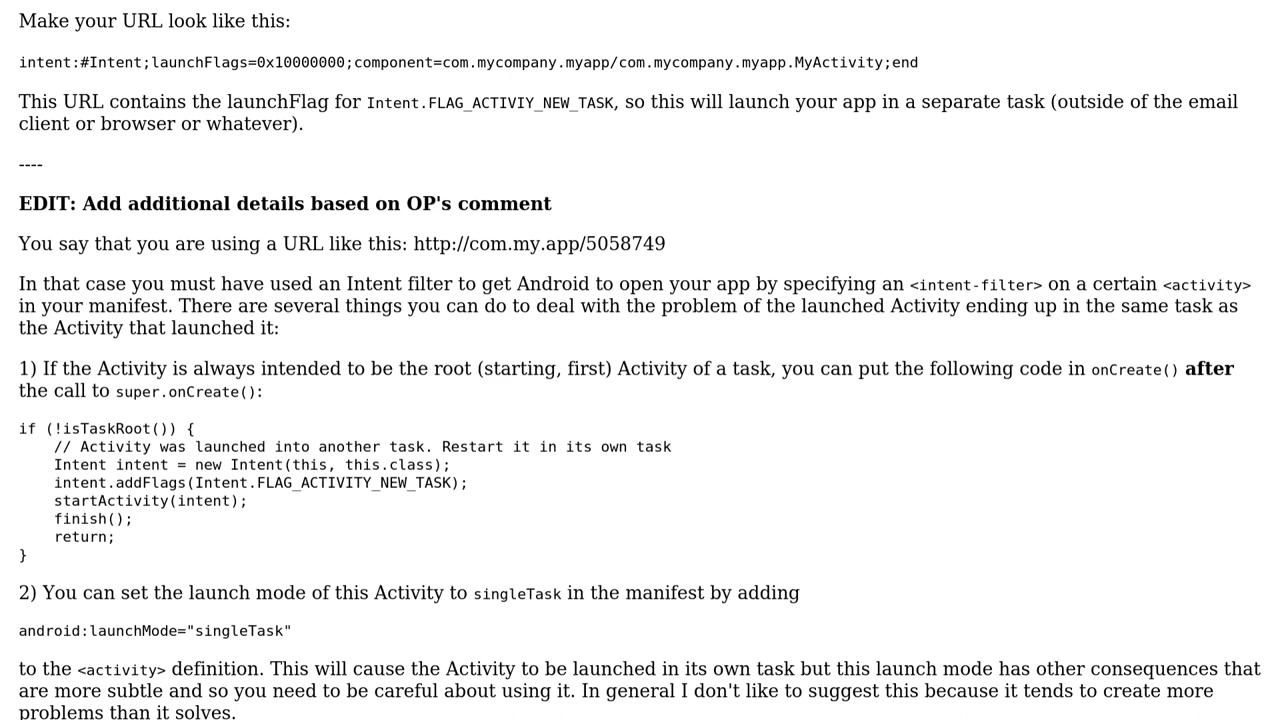 Make your URL look like this:
intent:#Intent;launchFlags=0x10000000;component=com.mycompany.myapp/com.mycompany.myapp.MyActivity;end
This URL contains the launchFlag for Intent.FLAG_ACTIVIY_NEW_TASK, so this will launch your app in a separate task (outside of the email
client or browser or whatever).
----
EDIT: Add additional details based on OP's comment
You say that you are using a URL like this: http://com.my.app/5058749
In that case you must have used an Intent filter to get Android to open your app by specifying an <intent-filter> on a certain <activity>
in your manifest. There are several things you can do to deal with the problem of the launched Activity ending up in the same task as
the Activity that launched it:
1) If the Activity is always intended to be the root (starting, first) Activity of a task, you can put the following code in onCreate() after
the call to super.onCreate():
if (!isTaskRoot()) {
    // Activity was launched into another task. Restart it in its own task
    Intent intent = new Intent(this, this.class);
    intent.addFlags(Intent.FLAG_ACTIVITY_NEW_TASK);
    startActivity(intent);
    finish();
    return;
}
2) You can set the launch mode of this Activity to singleTask in the manifest by adding
android:launchMode="singleTask"
to the <activity> definition. This will cause the Activity to be launched in its own task but this launch mode has other consequences that
are more subtle and so you need to be careful about using it. In general I don't like to suggest this because it tends to create more
problems than it solves.